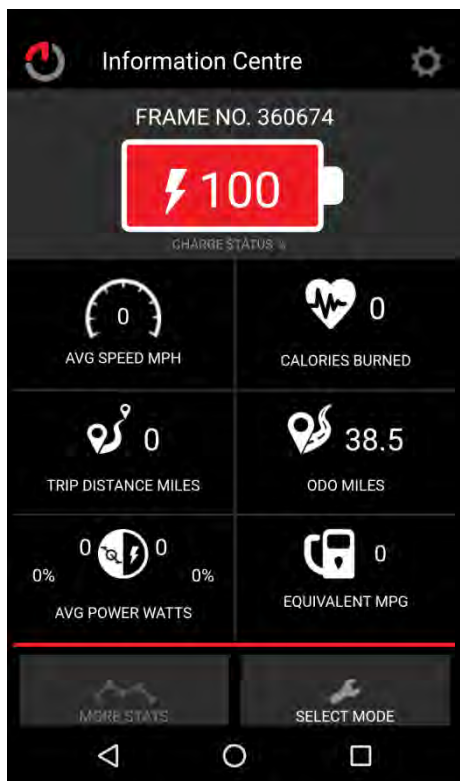 Information Centre
FRAME NO. 360674
100
CHARGE STATUS %
0
AVG SPEED MPH
0
CALORIES BURNED
0
TRIP DISTANCE MILES
38.5
ODO MILES
0 0
0% 0%
AVG POWER WATTS
0
EQUIVALENT MPG
MORE STATS
SELECT MODE